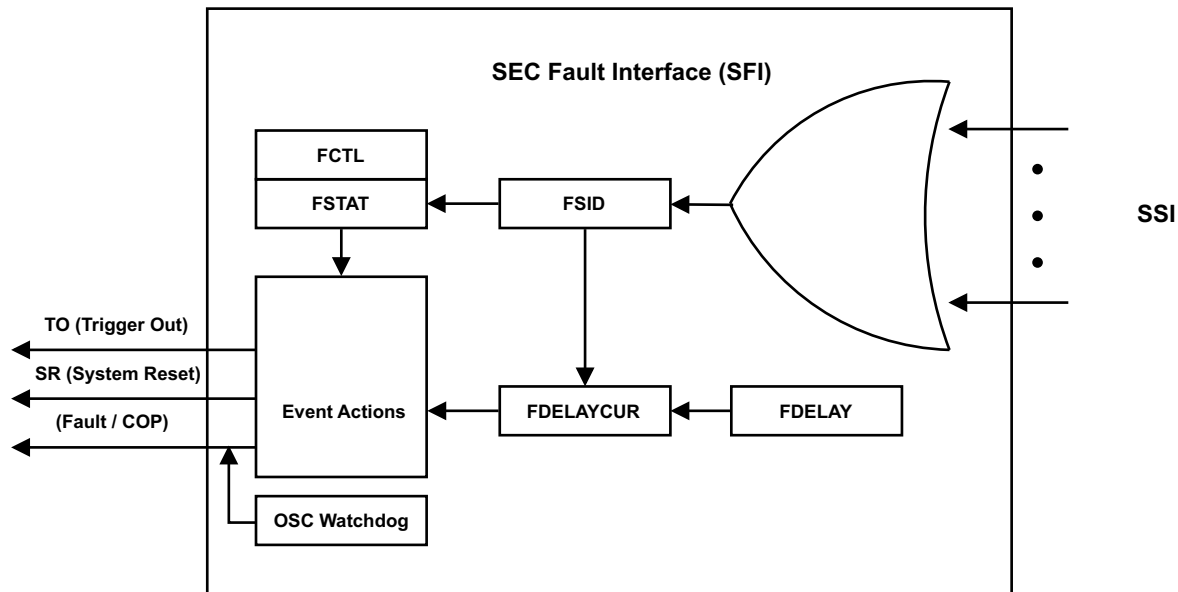 SEC Fault Interface (SFI)
FCTL
FSTAT
FSID
SSI
TO (Trigger Out)
SR (System Reset)
(Fault / COP)
Event Actions
FDELAYCUR
FDELAY
OSC Watchdog